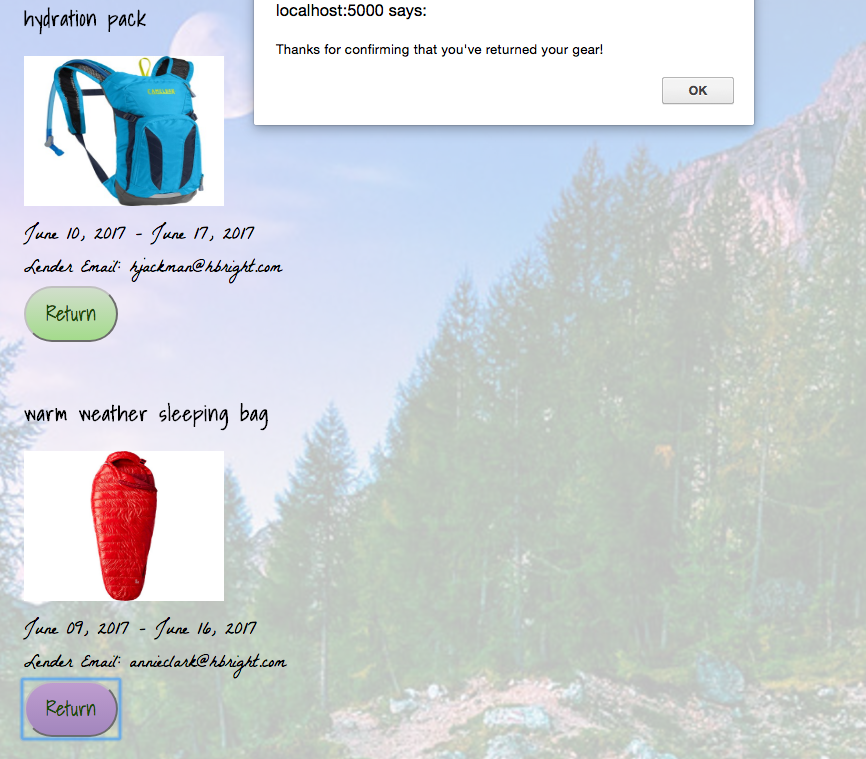 hydration pack
localhost:5000 says:
Thanks for confirming that you've returned your gear!
OK
CAMELBAK
June 10, 2017 - June 17, 2017
Lender Email: hjackman@hbright.com
Return
warm weather sleeping bag
June 09, 2017 - June 16, 2017
Lender Email: annieclark@hbright.com
Return